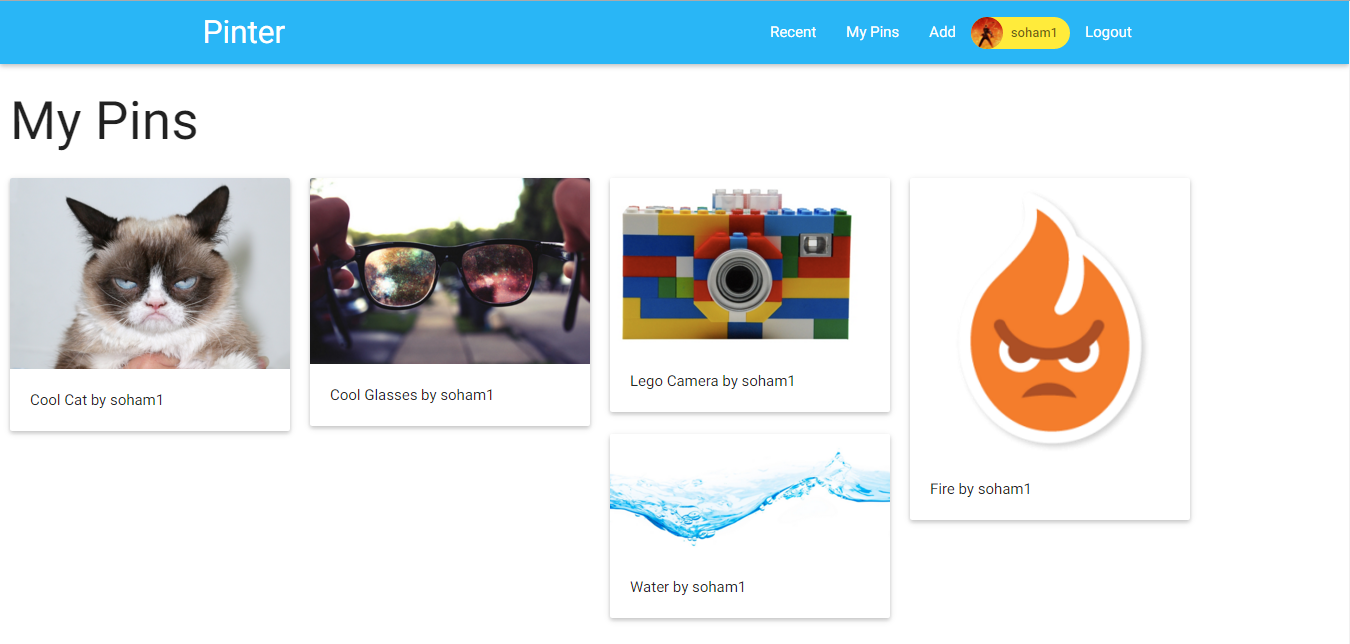 Pinter
Recent
My Pins
Add
soham1
Logout
My Pins
Cool Cat by soham1
Cool Glasses by soham1
Lego Camera by soham1
Fire by soham1
Water by soham1